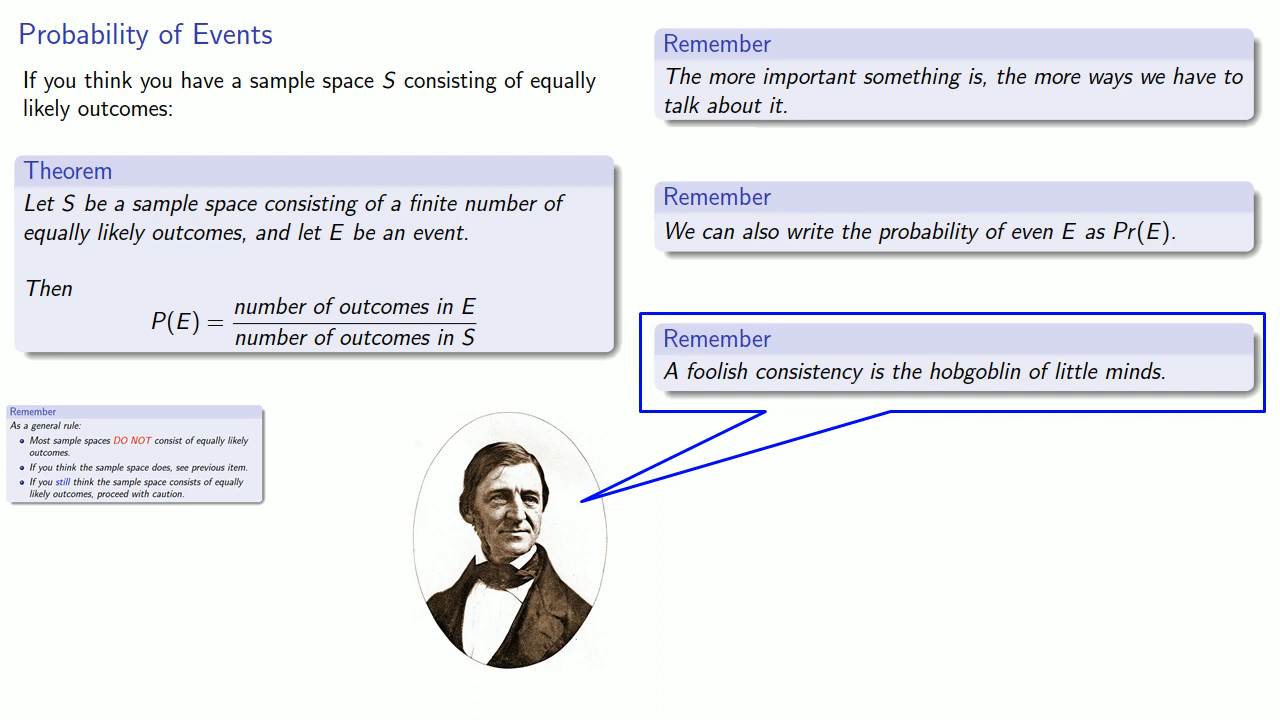 Probability of Events
If you think you have a sample space S consisting of equally
likely outcomes:
Theorem
Let S be a sample space consisting of a finite number of
equally likely outcomes, and let E be an event.
Then
P(E) = number of outcomes in E / number of outcomes in S
Remember
As a general rule:
Most sample spaces DO NOT consist of equally likely
outcomes.
If you think the sample space does, see previous item.
If you still think the sample space consists of equally
likely outcomes, proceed with caution.
Remember
The more important something is, the more ways we have to
talk about it.
Remember
We can also write the probability of even E as Pr(E).
Remember
A foolish consistency is the hobgoblin of little minds.